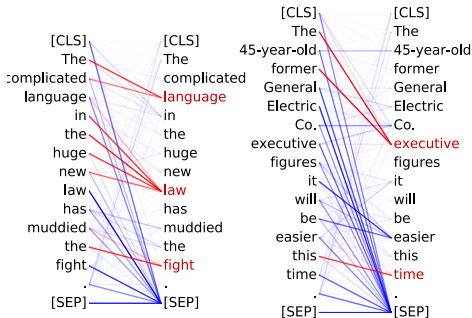 [CLS]
The
complicated
language
in
the
huge
new
law
has
muddied
the
fight
.
[SEP]
[CLS]
The
complicated
language
in
the
huge
new
law
has
muddied
the
fight
.
[SEP]
[CLS]
The
45-year-old
former
General
Electric
Co.
executive
figures
it
will
be
easier
this
time
.
[SEP]
[CLS]
The
45-year-old
former
General
Electric
Co.
executive
figures
it
will
be
easier
this
time
.
[SEP]